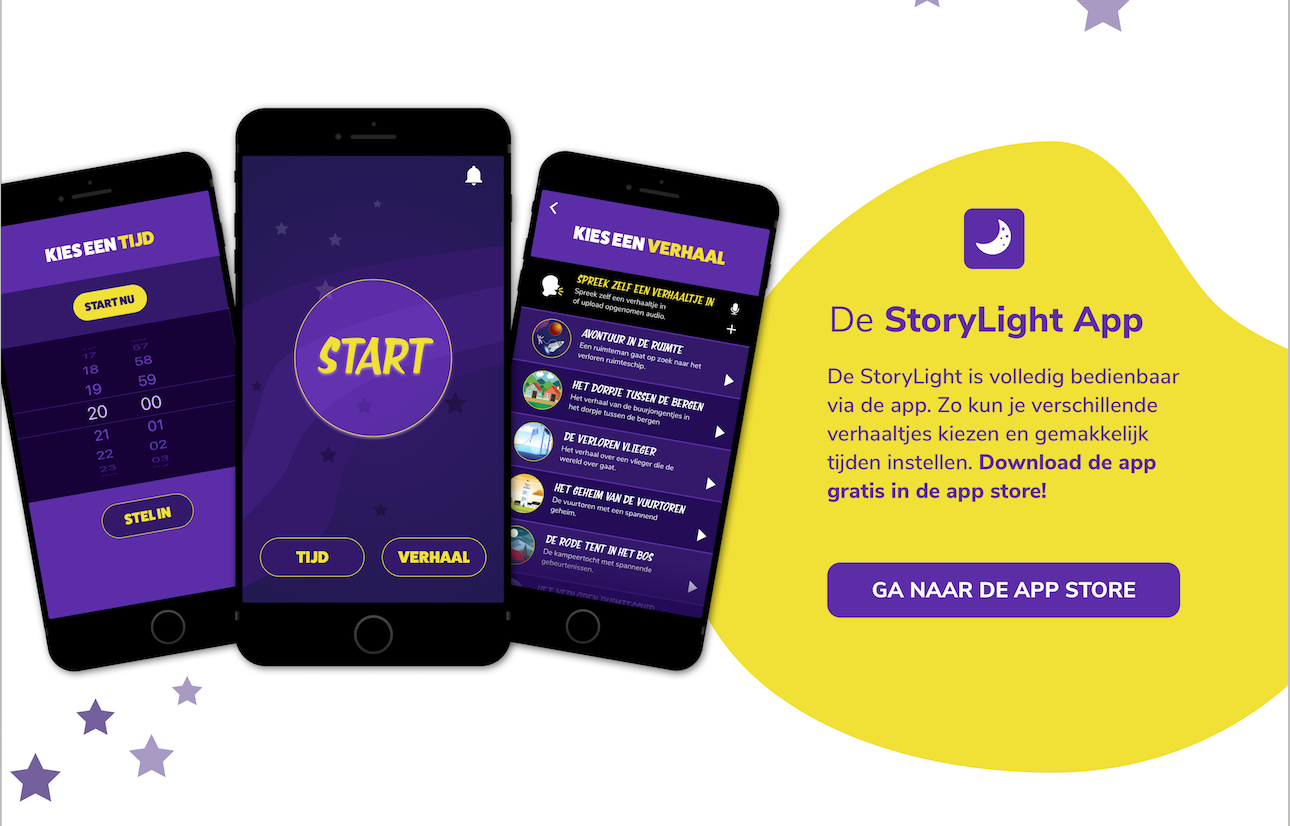 KIES EEN TIJD
START NU
17 57
18 58
19 59
20 00
21 01
22 02
23 03
STEL IN
START
TIJD VERHAAL
KIES EEN VERHAAL
SPREEK ZELF EEN VERHAALTJE IN
Spreek zelf een verhaaltje in
of upload opgenomen audio.
AVONTUUR IN DE RUIMTE
Een ruimteman gaat op zoek naar het
verloren ruimteschip.
HET DORPJE TUSSEN DE BERGEN
Het verhaal van de buurjongentjes in
het dorpje tussen de bergen
DE VERLOREN VLIEGER
Het verhaal over een vlieger die de
wereld over gaat.
HET GEHEIM VAN DE VUURTOREN
De vuurtoren met een spannend
geheim.
DE RODE TENT IN HET BOS
De kampeertocht met spannende
gebeurtenissen.
HET VERLOREN RUIMTESCHIP
De StoryLight App
De StoryLight is volledig bedienbaar
via de app. Zo kun je verschillende
verhaaltjes kiezen en gemakkelijk
tijden instellen. Download de app
gratis in de app store!
GA NAAR DE APP STORE